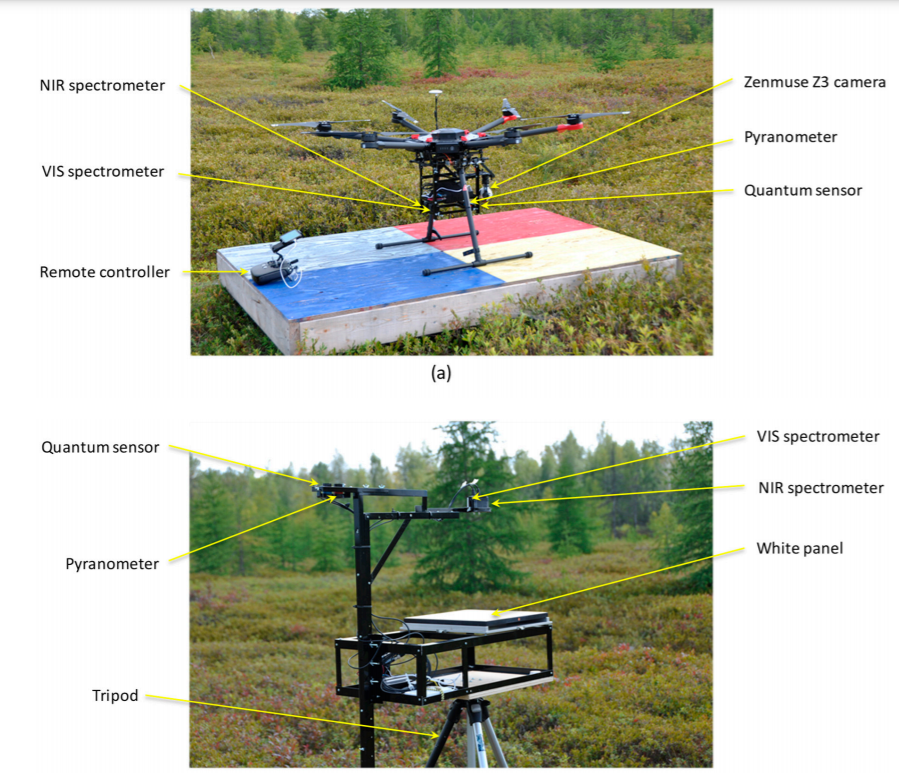 NIR spectrometer
Zenmuse Z3 camera
Pyranometer
VIS spectrometer
Quantum sensor
Remote controller
(a)
Quantum sensor
VIS spectrometer
NIR spectrometer
White panel
Pyranometer
Tripod